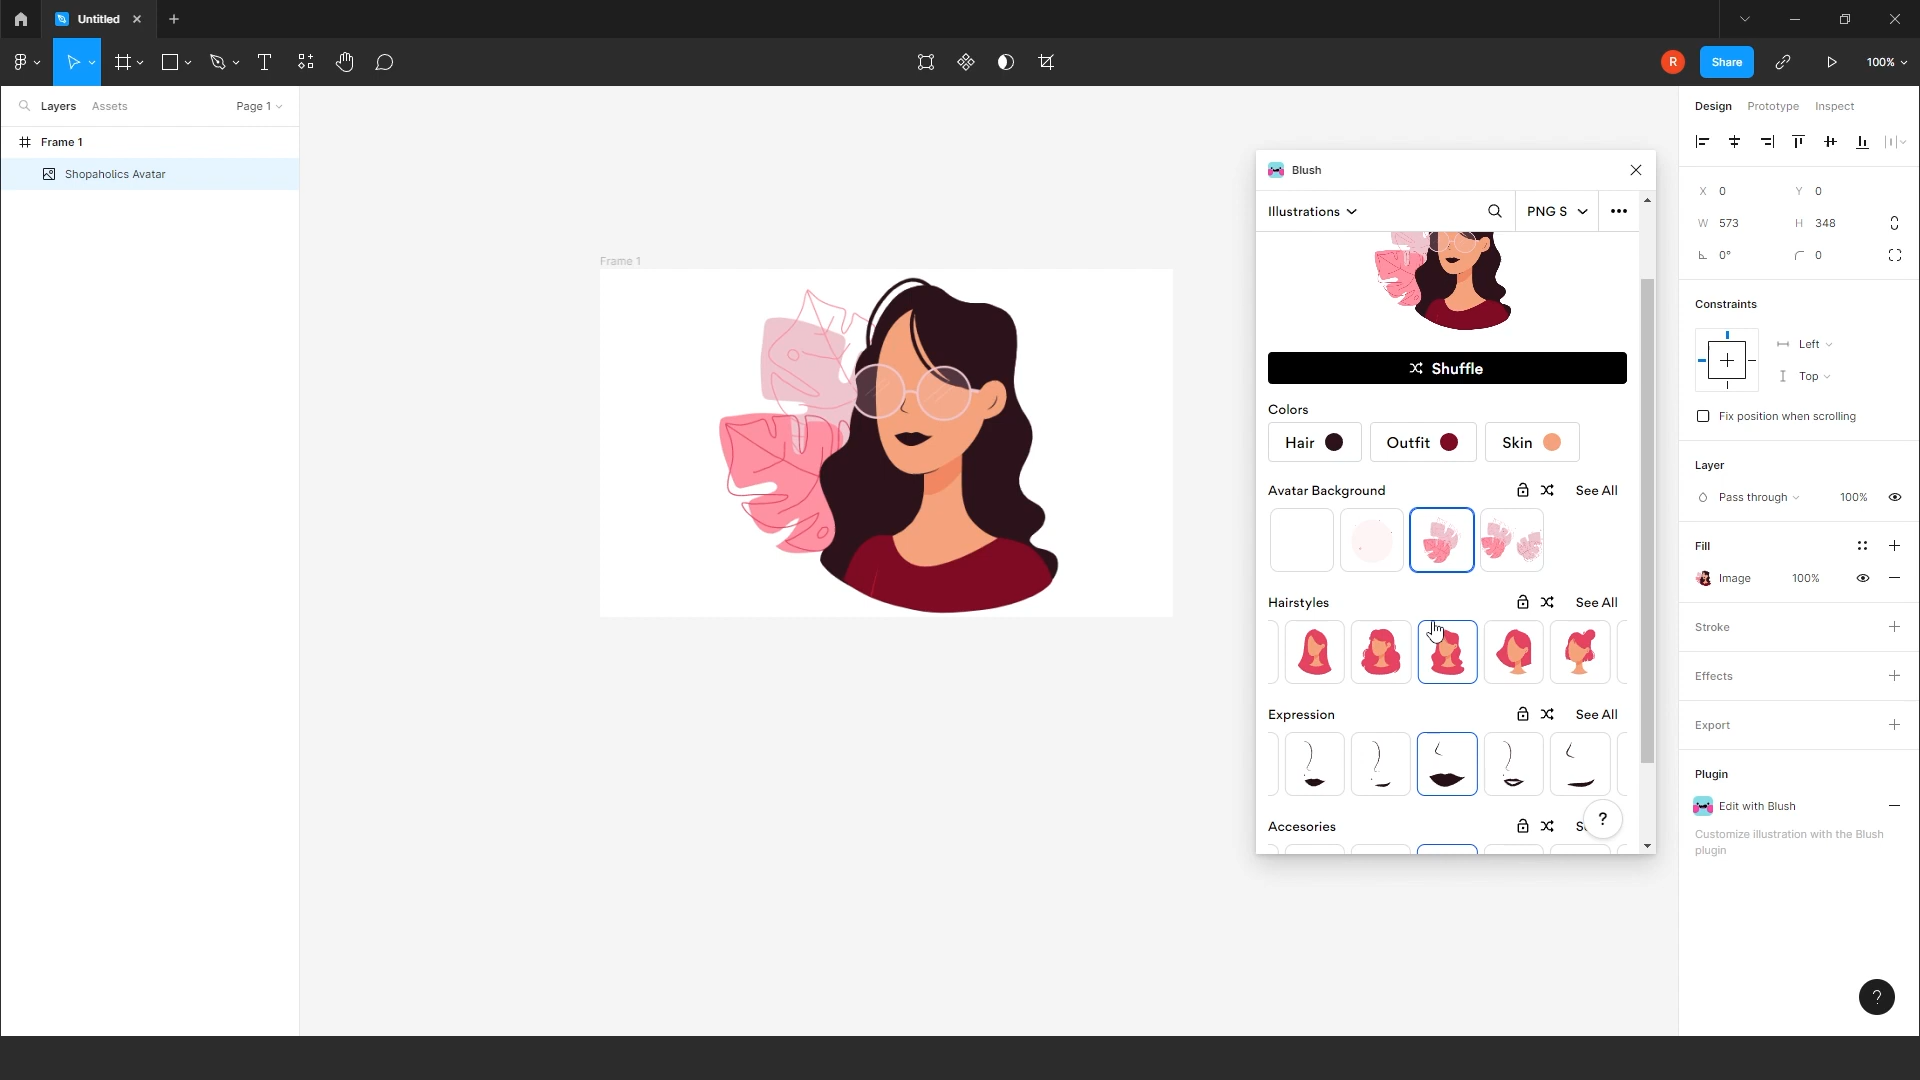 Untitled
Share
100%
R
Layers
Assets
Page 1
Design
Prototype
Inspect
Frame 1
Shopaholics Avatar
Frame 1
Blush
Illustrations
PNG S
Shuffle
Colors
Hair
Outfit
Skin
Avatar Background
See All
Hairstyles
See All
Expression
See All
Accesories
?
X 0
Y 0
W 573
H 348
0°
0
Constraints
Left
Top
Fix position when scrolling
Layer
Pass through
100%
Fill
Image
100%
Stroke
Effects
Export
Plugin
Edit with Blush
Customize illustration with the Blush
plugin
?